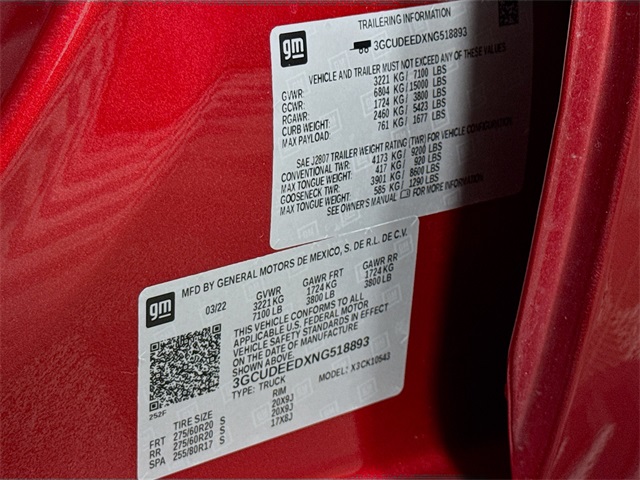 TRAILERING INFORMATION
gm
3GCUDEEDXNG518893
VEHICLE AND TRAILER MUST NOT EXCEED ANY OF THESE VALUES
GVWR: 3221 KG/ 7100 LBS
GCWR: 6804 KG/15000 LBS
RGAWR: 1724 KG/ 3800 LBS
CURB WEIGHT: 2460 KG/ 5423 LBS
MAX PAYLOAD: 761 KG/ 1677 LBS
SAE J2807 TRAILER WEIGHT RATING (TWR) FOR VEHICLE CONFIGURATION
CONVENTIONAL TWR: 4173 KG/ 9200 LBS
MAX TONGUE WEIGHT: 417 KG/ 920 LBS
GOOSENECK TWR: 3901 KG/ 8600 LBS
MAX TONGUE WEIGHT: 585 KG/ 1290 LBS
SEE OWNER'S MANUAL FOR MORE INFORMATION
gm
MFD BY GENERAL MOTORS DE MEXICO, S. DE R.L. DE C.V.
03/22 GVWR GAWR FRT GAWR RR
3221 KG 1724 KG 1724 KG
7100 LB 3800 LB 3800 LB
THIS VEHICLE CONFORMS TO ALL
APPLICABLE U.S. FEDERAL MOTOR
VEHICLE SAFETY STANDARDS IN EFFECT
ON THE DATE OF MANUFACTURE
SHOWN ABOVE.
3GCUDEEDXNG518893
TYPE: TRUCK MODEL: X3CK10543
252F
TIRE SIZE RIM
FRT 275/60R20 S 20X9J
RR 275/60R20 S 20X9J
SPA 255/80R17 S 17X8J